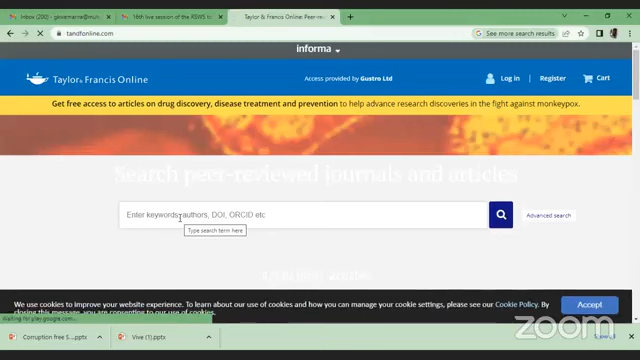 Inbox (200) -
16th live session of the
Taylor & Francis Online: Peer-re
tandfonline.com
See more search results
informa
Taylor & Francis Online
Access provided by Gustro Ltd
Log in
Register
Cart
Get free access to articles on drug discovery, disease treatment and prevention to help advance research discoveries in the fight against monkeypox.
Search peer-reviewed journals and articles
Enter keywords, authors, DOI, ORCID etc
Advanced search
Type search term here
We use cookies to improve your website experience. To learn about our use of cookies and how you can manage your cookie settings, please see our Cookie Policy. By
closing this message, you are consenting to our use of cookies.
Accept
Waiting for play.google.com...
zoom
Corruption free S....pptx
Vive (1).pptx